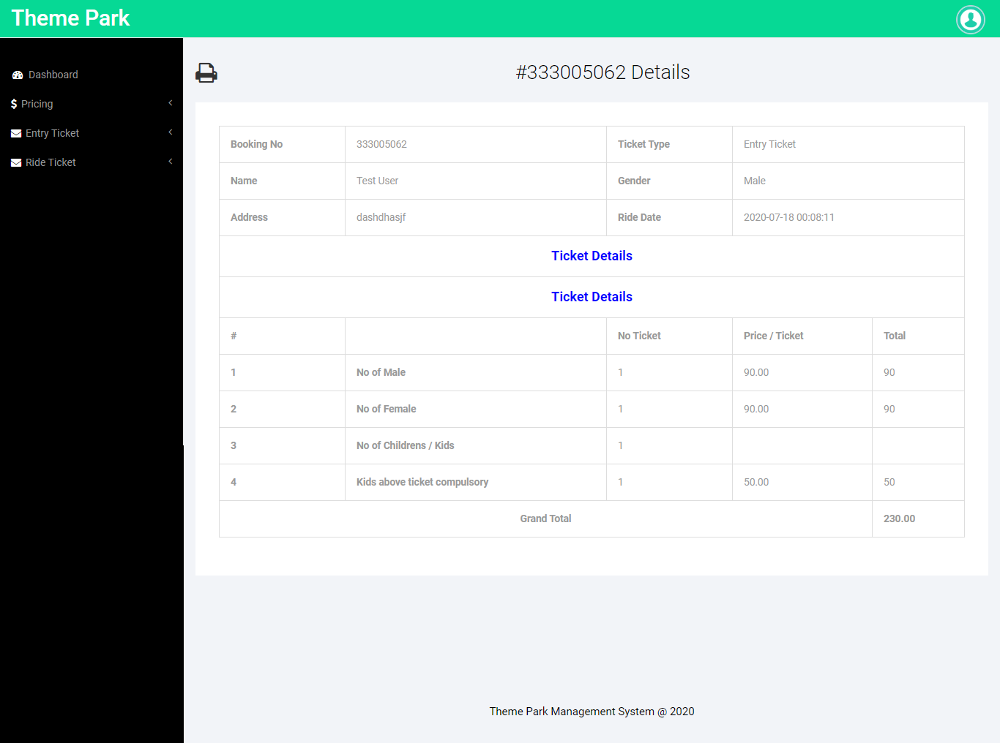 Theme Park
Dashboard
Pricing
Entry Ticket
Ride Ticket
#333005062 Details
Booking No 333005062 Ticket Type Entry Ticket
Name Test User Gender Male
Address dashdhasjf Ride Date 2020-07-18 00:08:11
Ticket Details
Ticket Details
# No Ticket Price / Ticket Total
1 No of Male 1 90.00 90
2 No of Female 1 90.00 90
3 No of Childrens / Kids 1
4 Kids above ticket compulsory 1 50.00 50
Grand Total 230.00
Theme Park Management System @ 2020